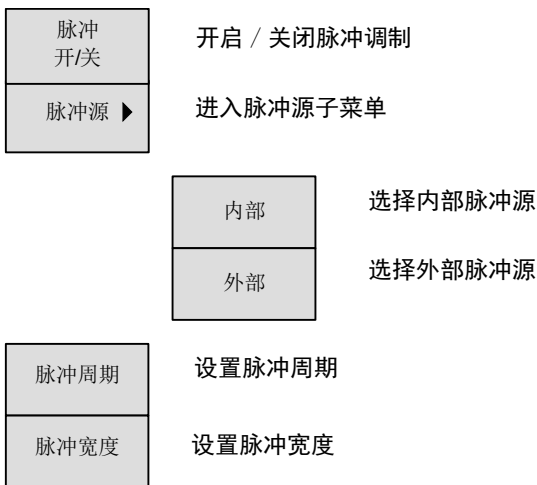 脉冲
开/关
开启 / 关闭脉冲调制
脉冲源
进入脉冲源子菜单
内部
选择内部脉冲源
外部
选择外部脉冲源
脉冲周期
设置脉冲周期
脉冲宽度
设置脉冲宽度